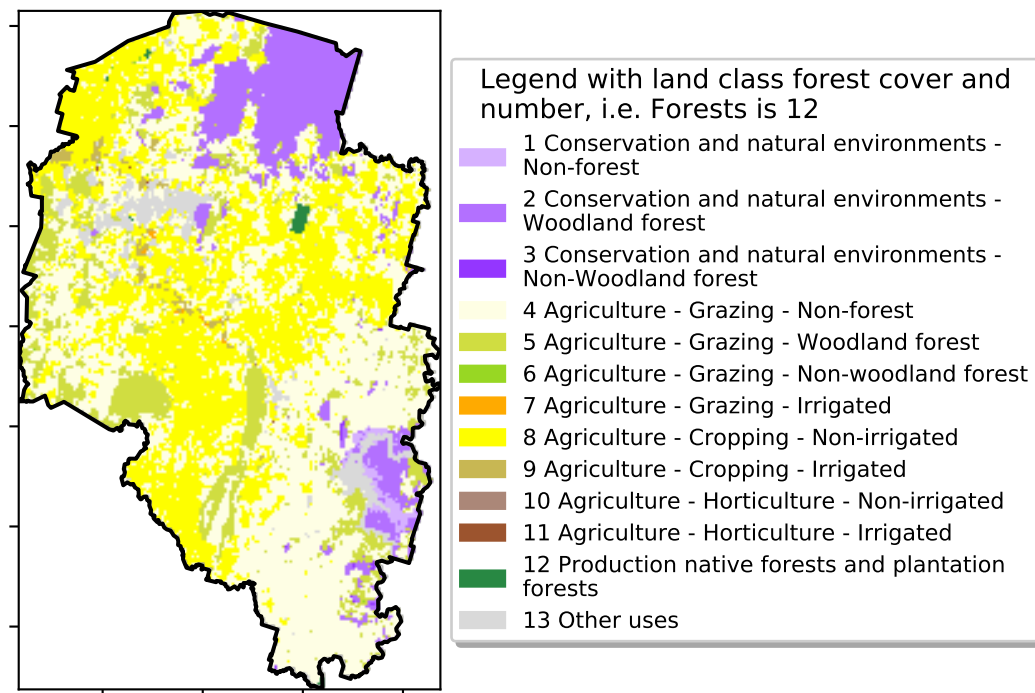 Legend with land class forest cover and
number, i.e. Forests is 12
1 Conservation and natural environments -
Non-forest
2 Conservation and natural environments -
Woodland forest
3 Conservation and natural environments -
Non-Woodland forest
4 Agriculture - Grazing - Non-forest
5 Agriculture - Grazing - Woodland forest
6 Agriculture - Grazing - Non-woodland forest
7 Agriculture - Grazing - Irrigated
8 Agriculture - Cropping - Non-irrigated
9 Agriculture - Cropping - Irrigated
10 Agriculture - Horticulture - Non-irrigated
11 Agriculture - Horticulture - Irrigated
12 Production native forests and plantation
forests
13 Other uses